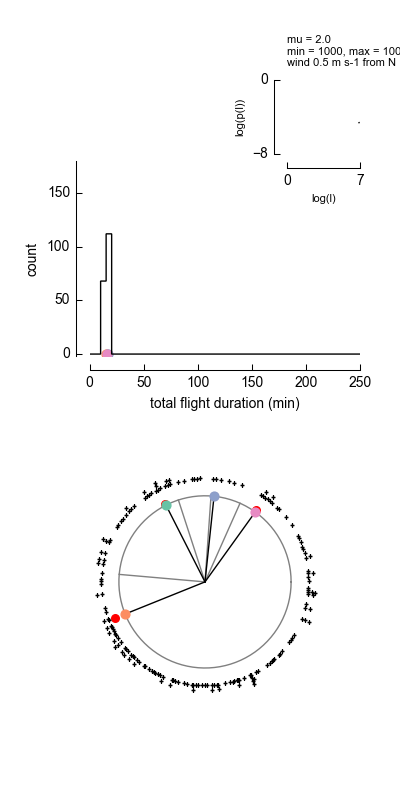 mu = 2.0
min = 1000, max = 100
wind 0.5 m s-1 from N
0
log(p(l))
−8
0 7
log(l)
150
count
100
50
0
0 50 100 150 200 250
total flight duration (min)